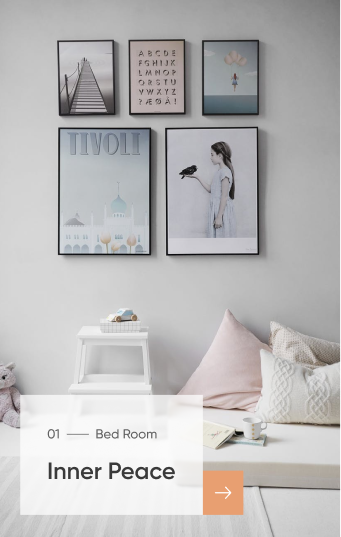 A B C D E
F G H I J K
L M N O P
Q R S T U
V W X Y Z
? Æ Ø Å !
TIVOLI
01 — Bed Room
Inner Peace